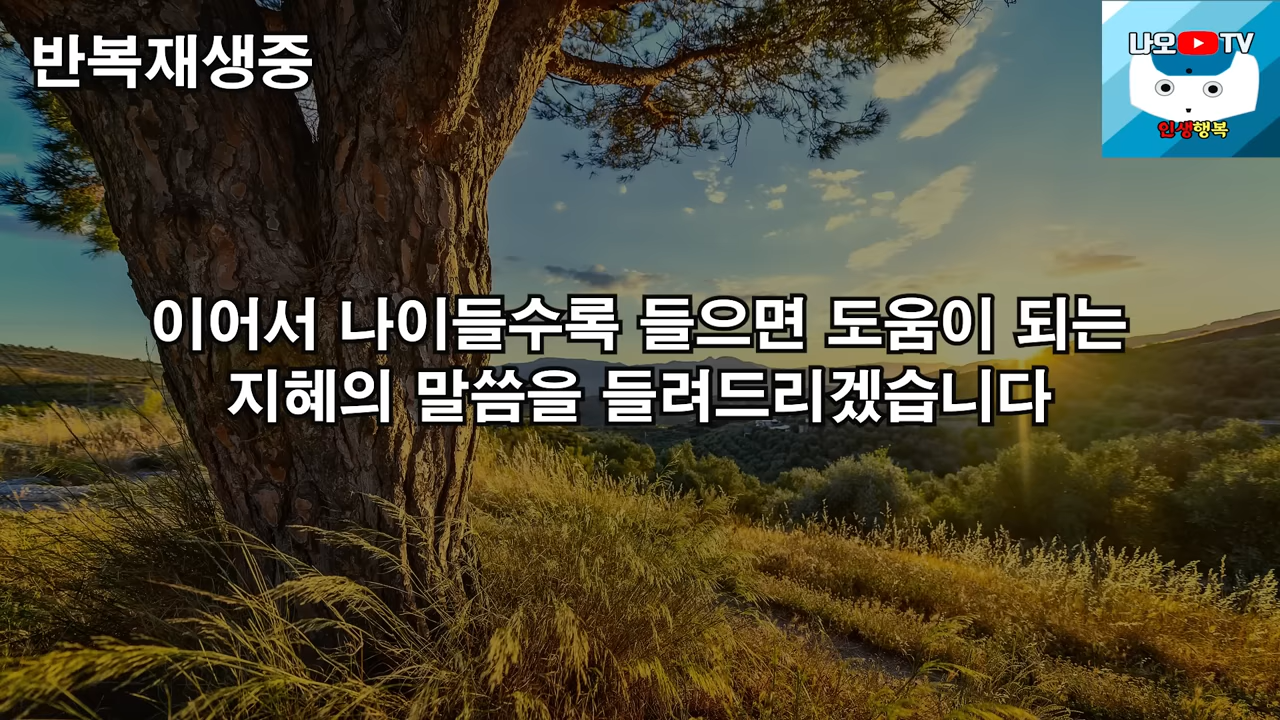 반복재생중
나오 TV
인생행복
이어서 나이들수록 들으면 도움이 되는
지혜의 말씀을 들려드리겠습니다